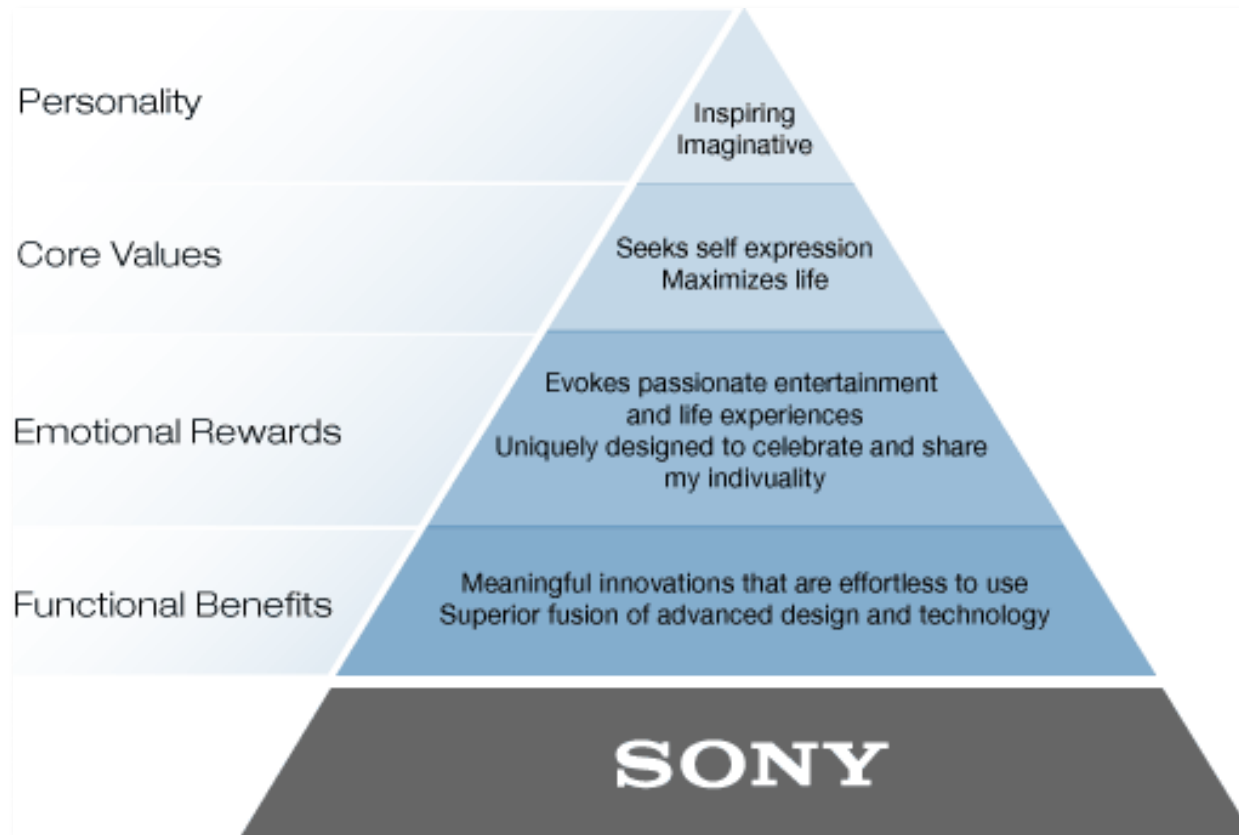 Personality
Inspiring
Imaginative
Core Values
Seeks self expression
Maximizes life
Emotional Rewards
Evokes passionate entertainment
and life experiences
Uniquely designed to celebrate and share
my indivuality
Functional Benefits
Meaningful innovations that are effortless to use
Superior fusion of advanced design and technology
SONY